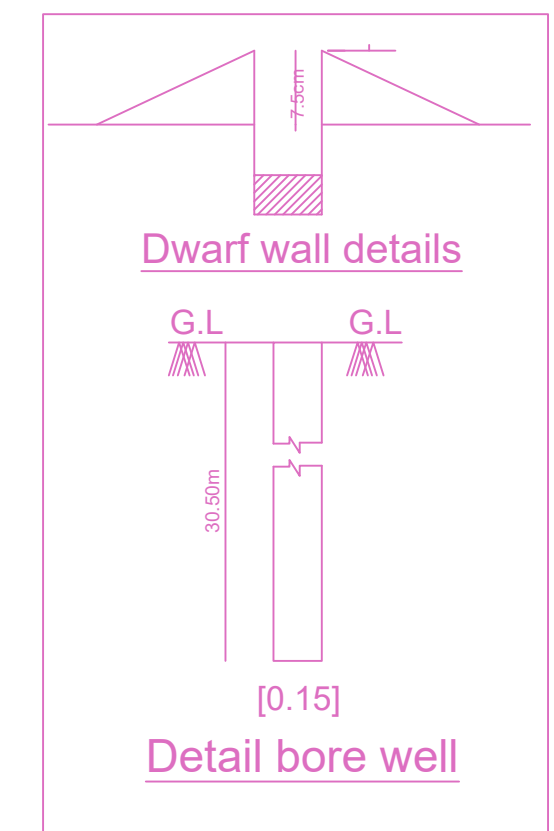 7.5cm
Dwarf wall details
G.L G.L
30.50m
[0.15]
Detail bore well